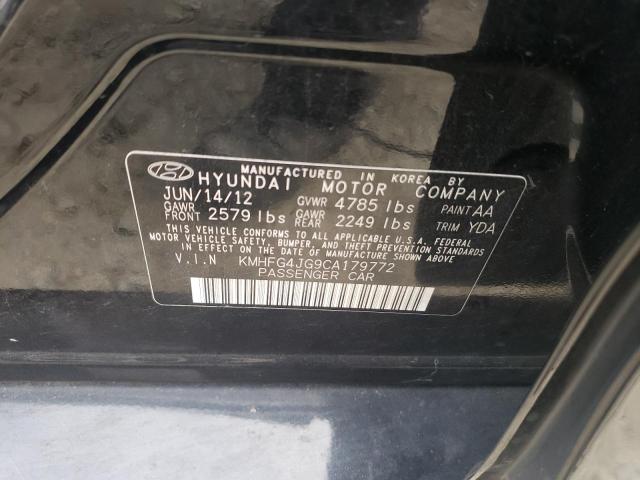 MANUFACTURED IN KOREA BY
HYUNDAI MOTOR COMPANY
JUN/14/12 GVWR 4785 lbs PAINT AA
GAWR FRONT 2579 lbs GAWR REAR 2249 lbs TRIM YDA
THIS VEHICLE CONFORMS TO ALL APPLICABLE U.S.A. FEDERAL
MOTOR VEHICLE SAFETY, BUMPER, AND THEFT PREVENTION STANDARDS
IN EFFECT ON THE DATE OF MANUFACTURE SHOWN ABOVE.
V.I.N KMHFG4JG9CA179772
PASSENGER CAR